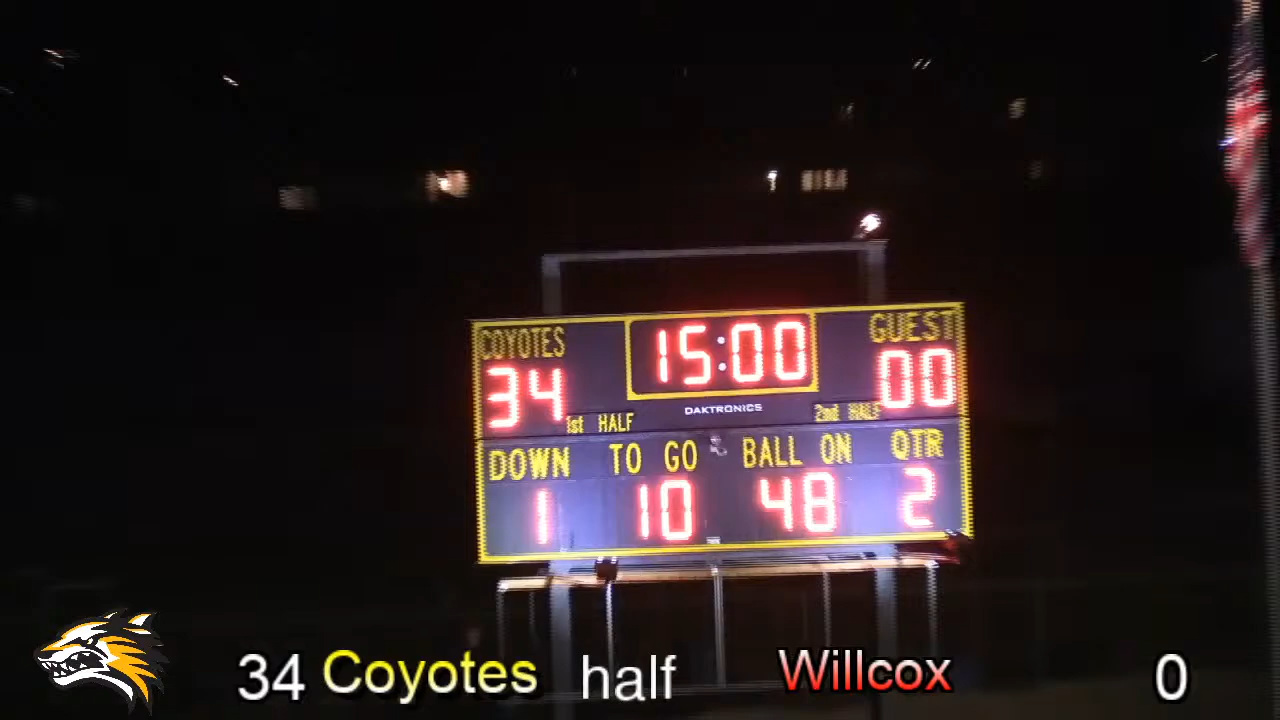 COYOTES 15:00 GUEST
34 00
1st HALF DAKTRONICS 2nd HALF
DOWN TO GO BALL ON QTR
1 10 48 2
34 Coyotes half Willcox 0